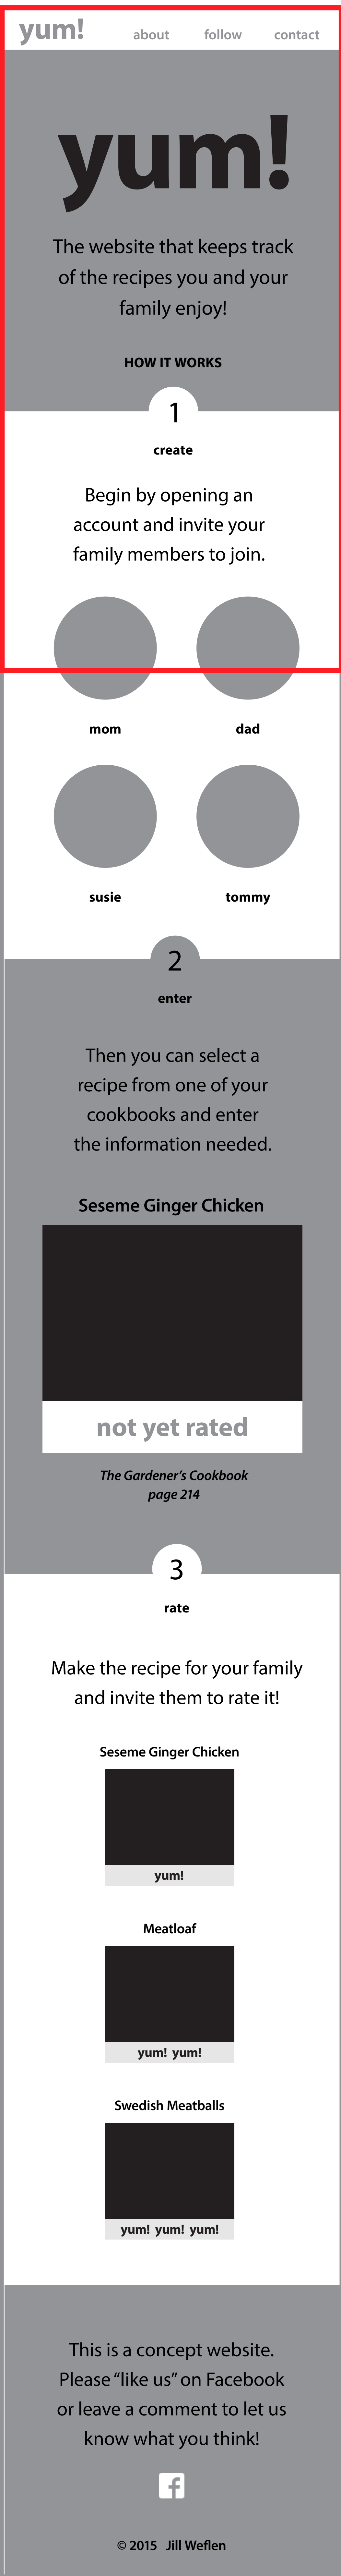 yum!
about follow contact
yum!
The website that keeps track
of the recipes you and your
family enjoy!
HOW IT WORKS
1
create
Begin by opening an
account and invite your
family members to join.
mom dad
susie tommy
2
enter
Then you can select a
recipe from one of your
cookbooks and enter
the information needed.
Seseme Ginger Chicken
not yet rated
The Gardener’s Cookbook
page 214
3
rate
Make the recipe for your family
and invite them to rate it!
Seseme Ginger Chicken
yum!
Meatloaf
yum! yum!
Swedish Meatballs
yum! yum! yum!
This is a concept website.
Please “like us” on Facebook
or leave a comment to let us
know what you think!
f
© 2015 Jill Weflen